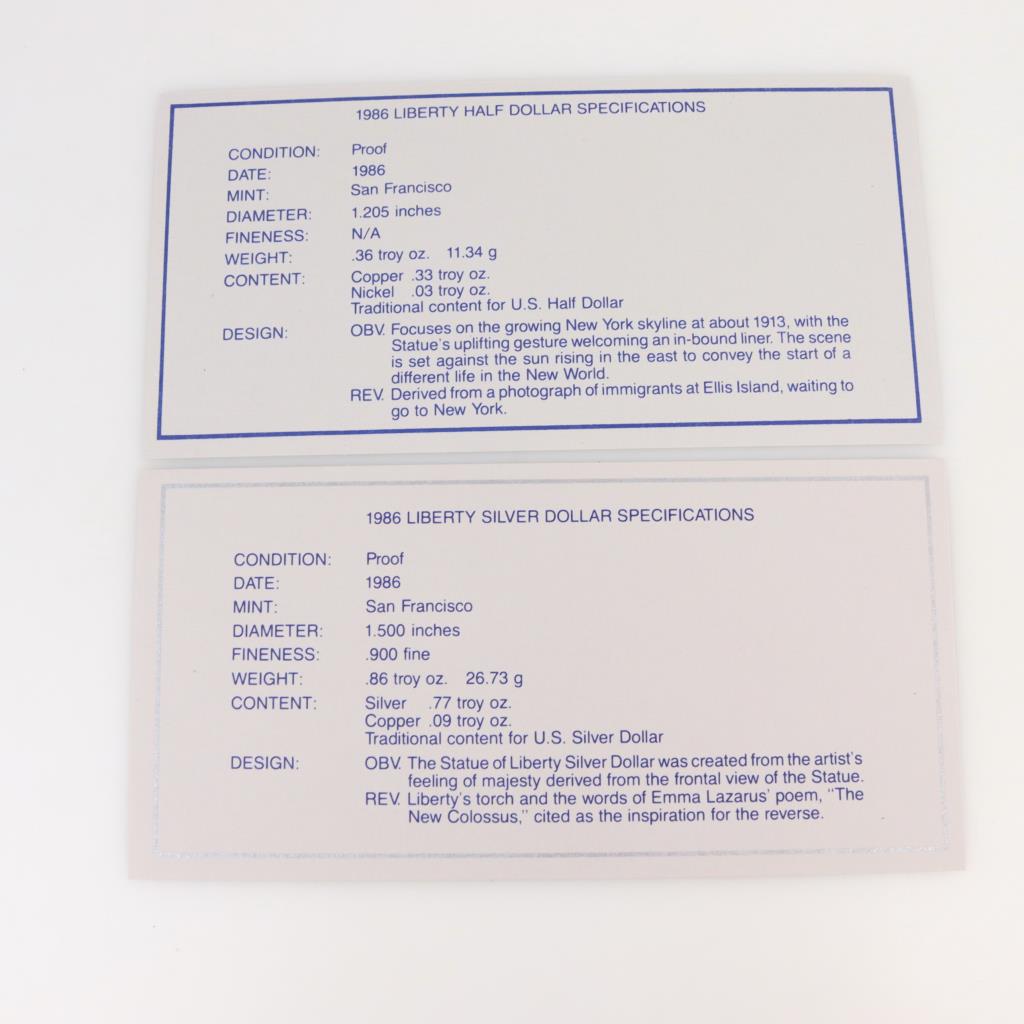 1986 LIBERTY HALF DOLLAR SPECIFICATIONS
CONDITION: Proof
DATE: 1986
MINT: San Francisco
DIAMETER: 1.205 inches
FINENESS: N/A
WEIGHT: .36 troy oz. 11.34 g
CONTENT: Copper .33 troy oz.
Nickel .03 troy oz.
Traditional content for U.S. Half Dollar
DESIGN: OBV. Focuses on the growing New York skyline at about 1913, with the
Statue's uplifting gesture welcoming an in-bound liner. The scene
is set against the sun rising in the east to convey the start of a
different life in the New World.
REV. Derived from a photograph of immigrants at Ellis Island, waiting to
go to New York.
1986 LIBERTY SILVER DOLLAR SPECIFICATIONS
CONDITION: Proof
DATE: 1986
MINT: San Francisco
DIAMETER: 1.500 inches
FINENESS: .900 fine
WEIGHT: .86 troy oz. 26.73 g
CONTENT: Silver .77 troy oz.
Copper .09 troy oz.
Traditional content for U.S. Silver Dollar
DESIGN: OBV. The Statue of Liberty Silver Dollar was created from the artist's
feeling of majesty derived from the frontal view of the Statue.
REV. Liberty's torch and the words of Emma Lazarus' poem, "The
New Colossus," cited as the inspiration for the reverse.